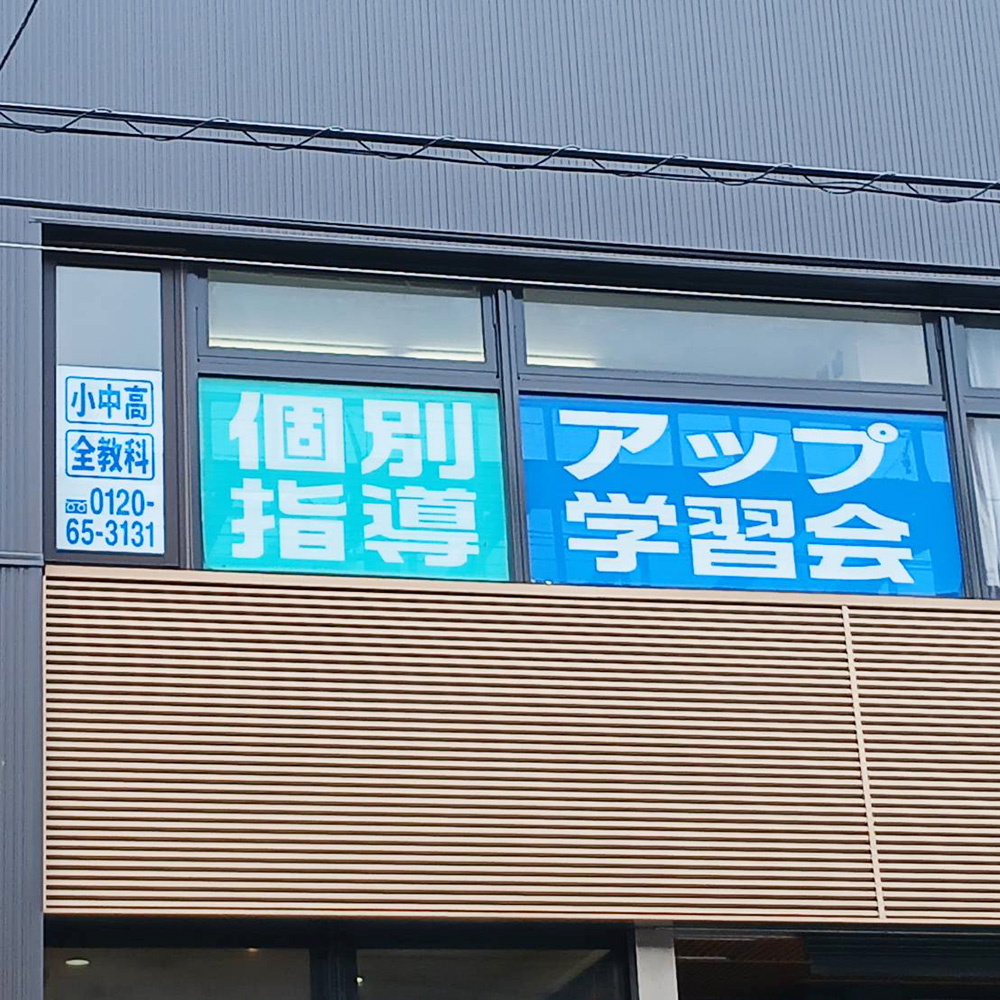 小中高
全教科
0120-
65-3131
個別
指導
アップ
学習会